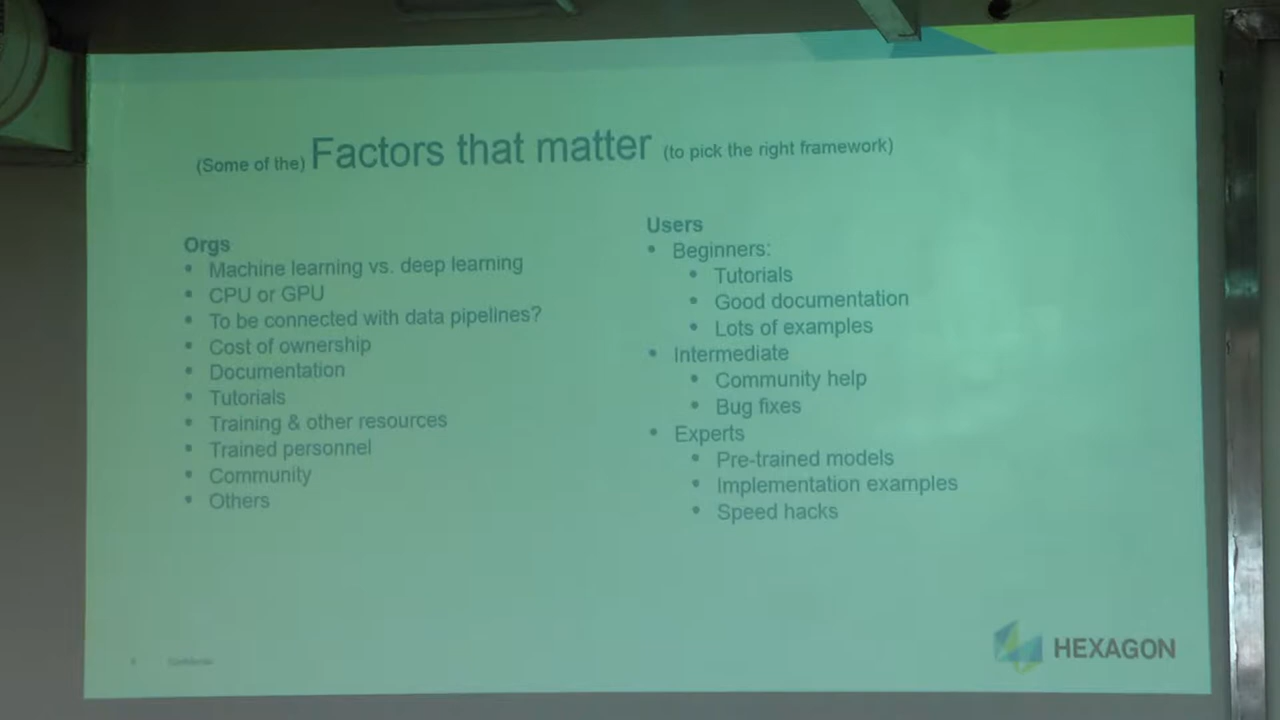 (Some of the) Factors that matter (to pick the right framework)
Orgs
• Machine learning vs. deep learning
• CPU or GPU
• To be connected with data pipelines?
• Cost of ownership
• Documentation
• Tutorials
• Training & other resources
• Trained personnel
• Community
• Others
Users
• Beginners:
• Tutorials
• Good documentation
• Lots of examples
• Intermediate
• Community help
• Bug fixes
• Experts
• Pre-trained models
• Implementation examples
• Speed hacks
Confidential
HEXAGON